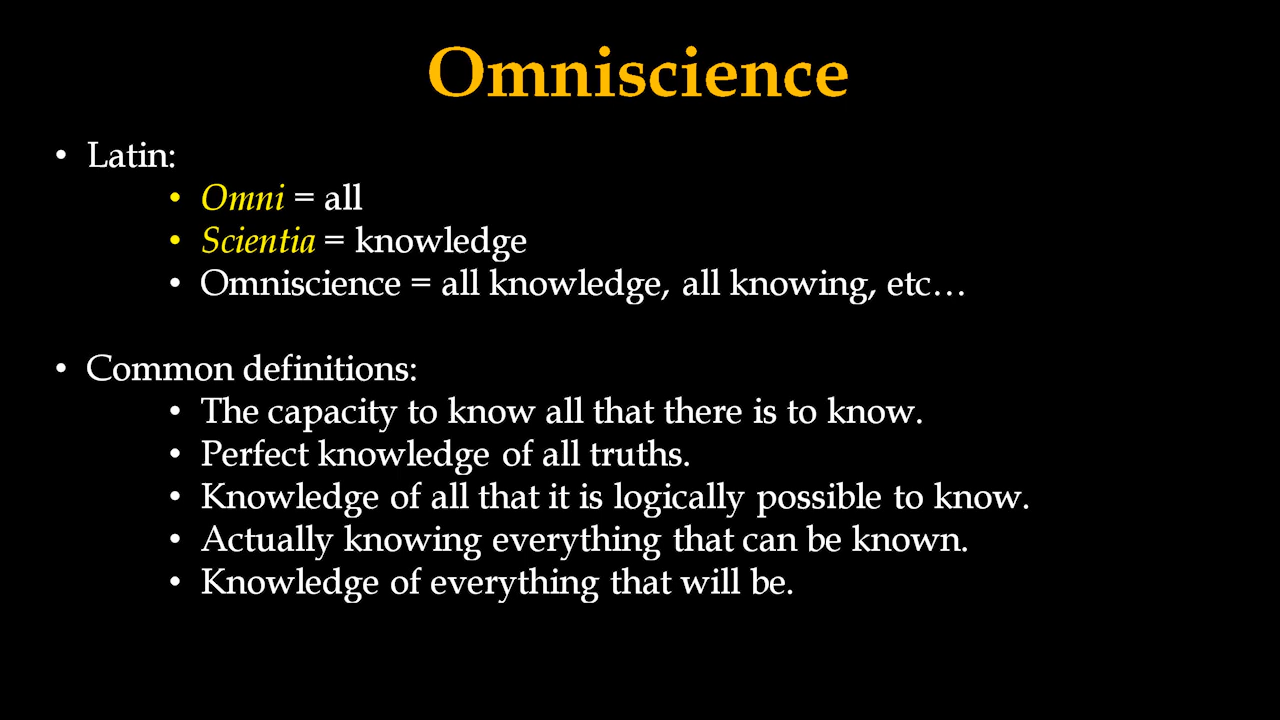 Omniscience
• Latin:
• Omni = all
• Scientia = knowledge
• Omniscience = all knowledge, all knowing, etc…
• Common definitions:
• The capacity to know all that there is to know.
• Perfect knowledge of all truths.
• Knowledge of all that it is logically possible to know.
• Actually knowing everything that can be known.
• Knowledge of everything that will be.